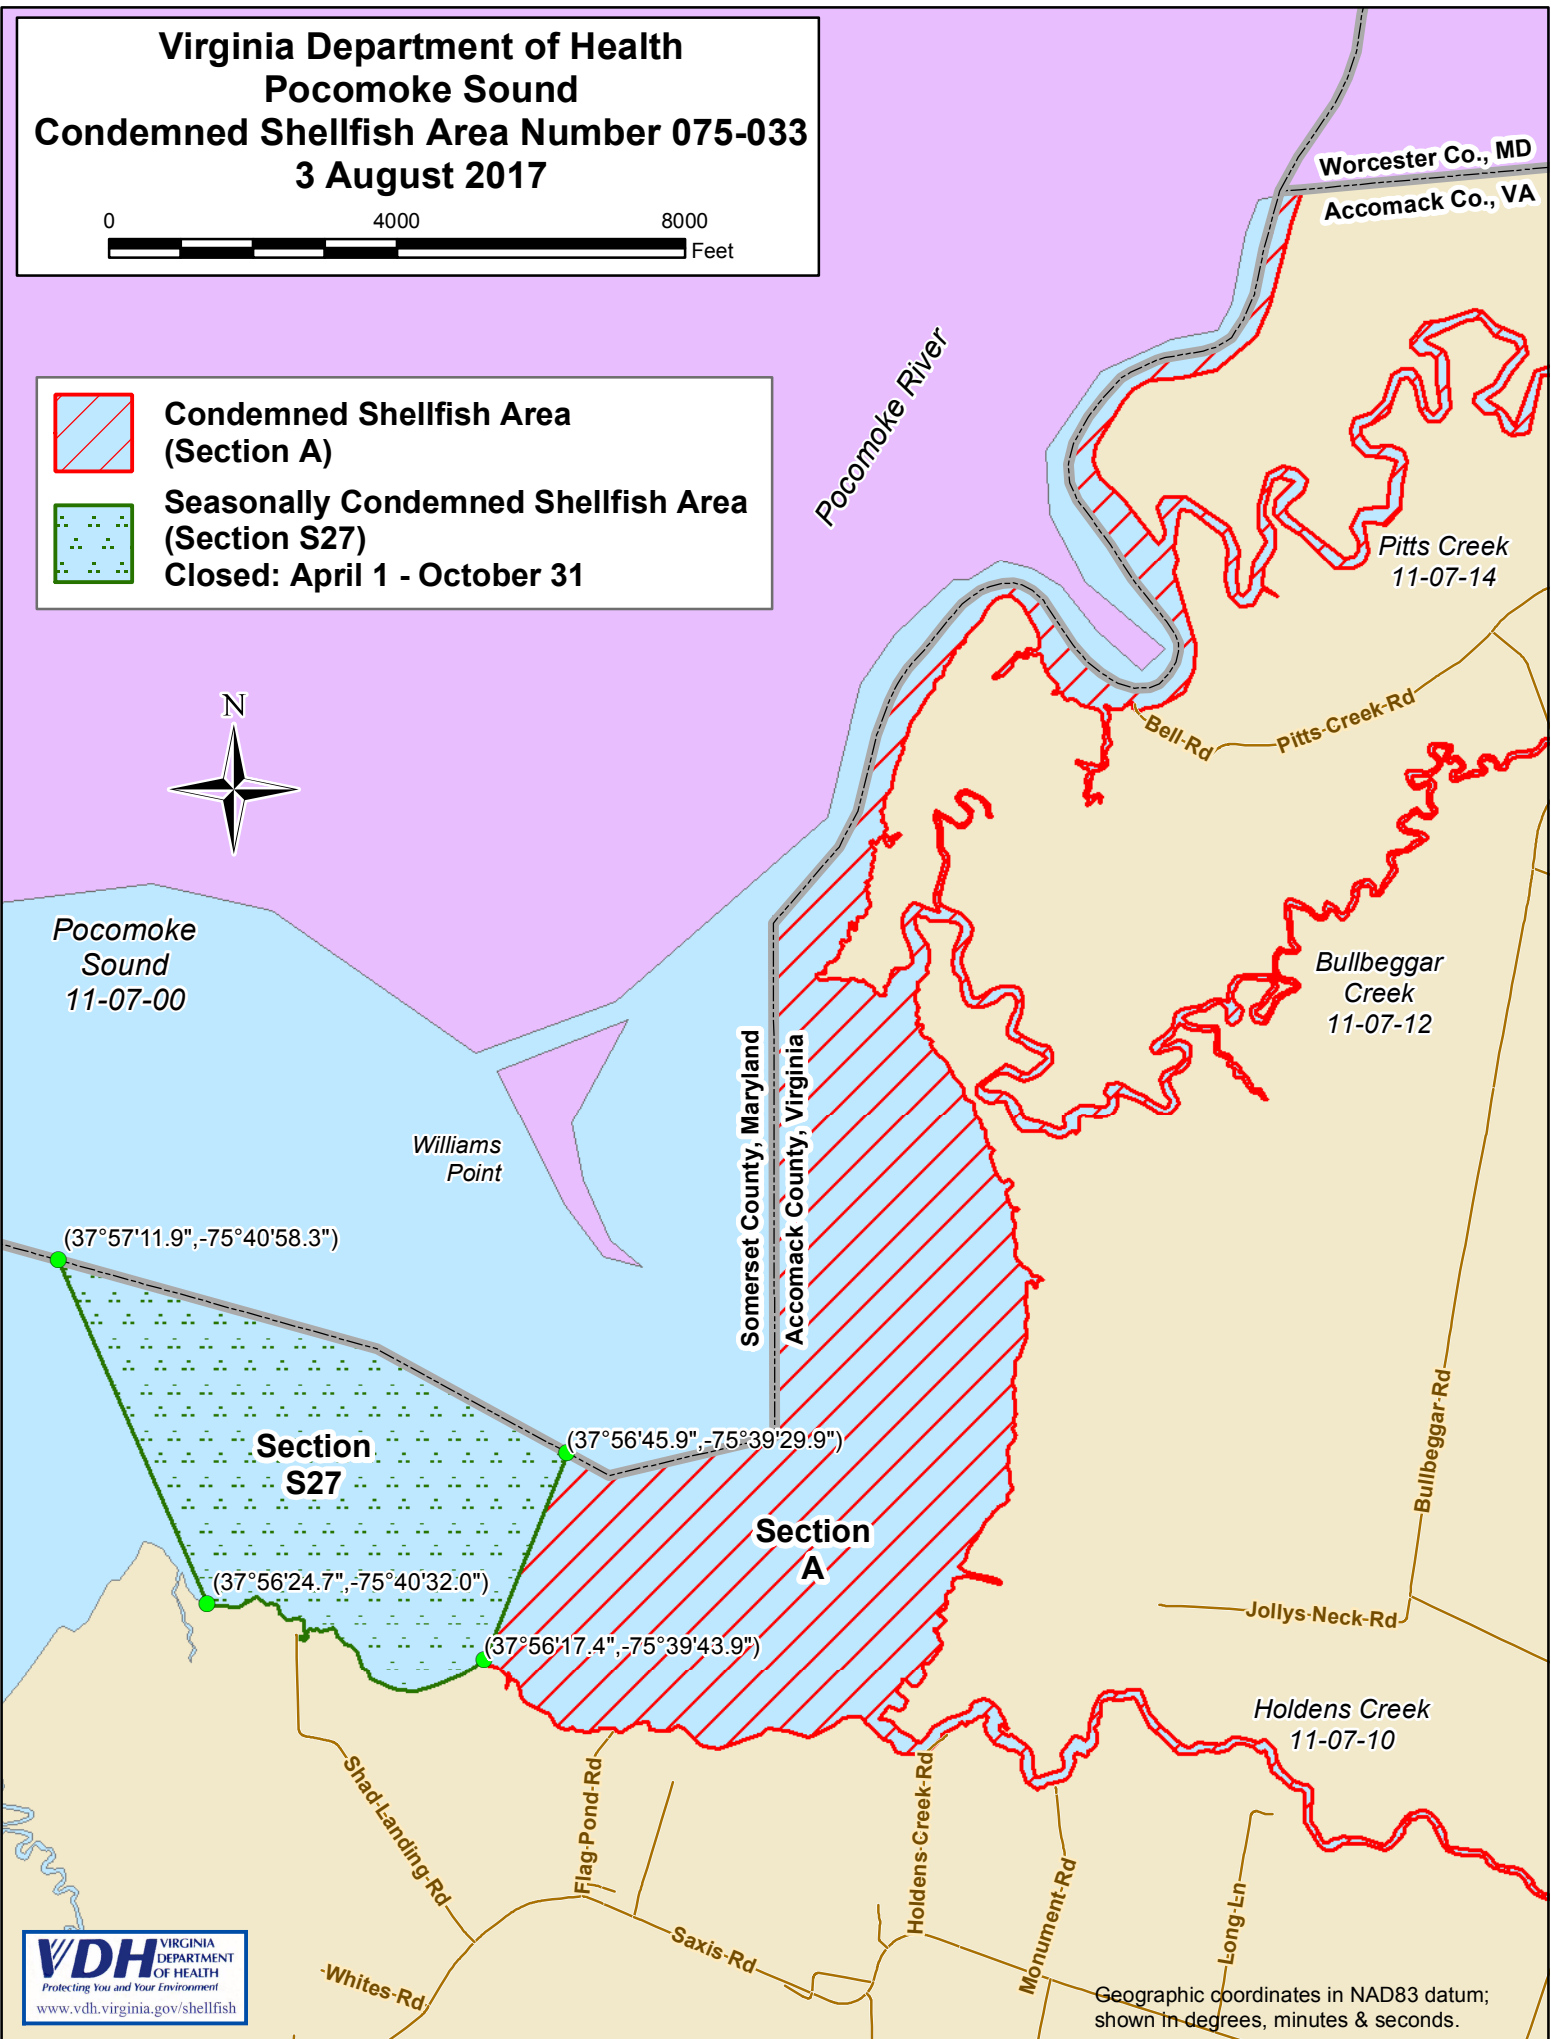 Virginia Department of Health
Pocomoke Sound
Condemned Shellfish Area Number 075-033
3 August 2017
0 4000 8000
Feet
Worcester Co., MD
Accomack Co., VA
Pocomoke River
Condemned Shellfish Area
(Section A)
Seasonally Condemned Shellfish Area
(Section S27)
Closed: April 1 - October 31
Pitts Creek
11-07-14
N
Bell Rd
Pitts Creek Rd
Pocomoke
Sound
11-07-00
Bullbeggar
Creek
11-07-12
Somerset County, Maryland
Accomack County, Virginia
Williams
Point
(37°57'11.9",-75°40'58.3")
Bullbeggar Rd
Section
S27
(37°56'45.9",-75°39'29.9")
Section
A
(37°56'24.7",-75°40'32.0")
Jollys Neck Rd
(37°56'17.4",-75°39'43.9")
Holdens Creek
11-07-10
Shad Landing Rd
Flag Pond Rd
Holdens Creek Rd
Monument Rd
Long Ln
Saxis Rd
Whites Rd
VDH VIRGINIA
DEPARTMENT
OF HEALTH
Protecting You and Your Environment
www.vdh.virginia.gov/shellfish
Geographic coordinates in NAD83 datum;
shown in degrees, minutes & seconds.